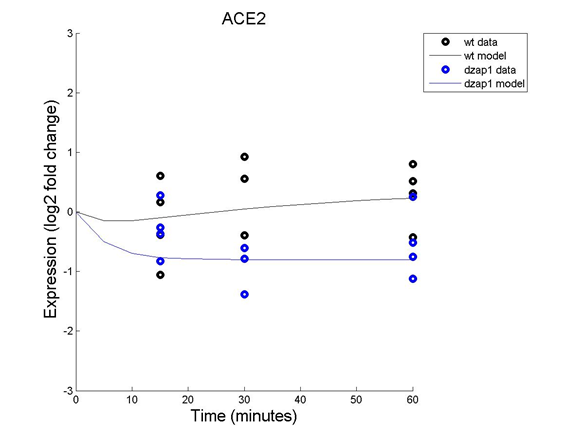 ACE2
wt data
wt model
dzap1 data
dzap1 model
3
2
1
0
-1
-2
-3
Expression (log2 fold change)
0 10 20 30 40 50 60
Time (minutes)